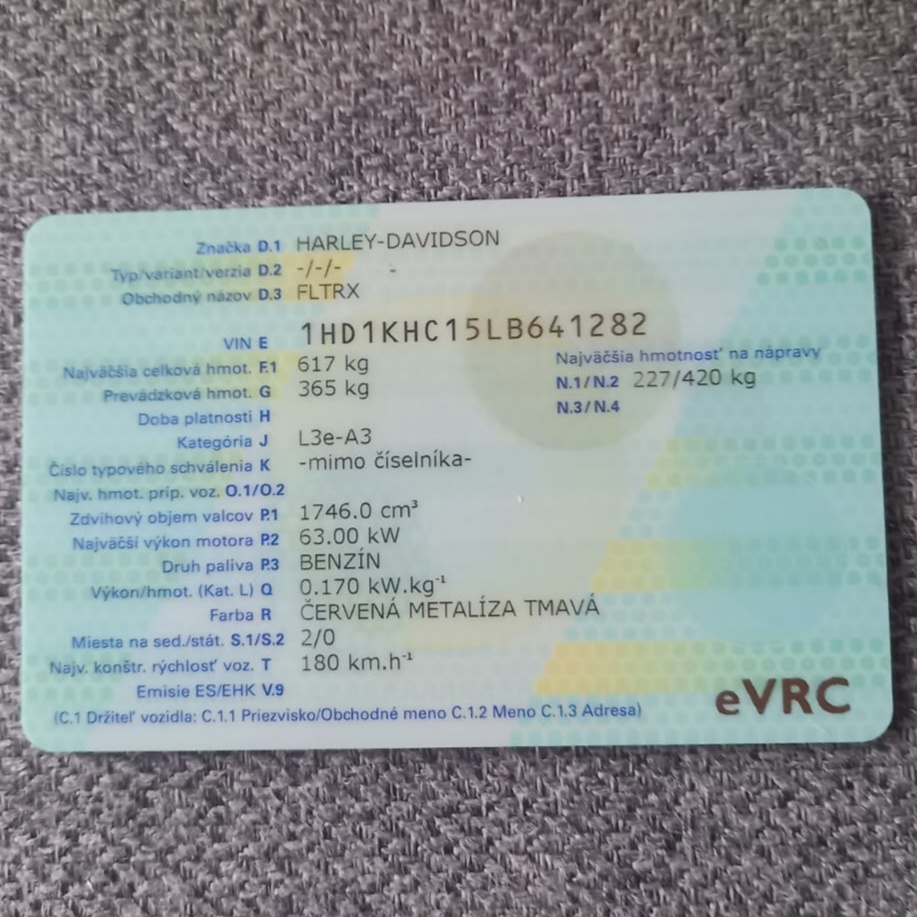 Značka D.1 HARLEY-DAVIDSON
Typ/variant/verzia D.2 -/-/-
Obchodný názov D.3 FLTRX
VIN E 1HD1KHC15LB641282
Najväčšia celková hmot. F.1 617 kg Najväčšia hmotnosť na nápravy
Prevádzková hmot. G 365 kg N.1/N.2 227/420 kg
Doba platnosti H N.3/N.4
Kategória J L3e-A3
Číslo typového schválenia K -mimo číselníka-
Najv. hmot. príp. voz. O.1/O.2
Zdvihový objem valcov P.1 1746.0 cm³
Najväčší výkon motora P.2 63.00 kW
Druh paliva P.3 BENZÍN
Výkon/hmot. (Kat. L) Q 0.170 kW.kg⁻¹
Farba R ČERVENÁ METALÍZA TMAVÁ
Miesta na sed./stát. S.1/S.2 2/0
Najv. konštr. rýchlosť voz. T 180 km.h⁻¹
Emisie ES/EHK V.9
(C.1 Držiteľ vozidla: C.1.1 Priezvisko/Obchodné meno C.1.2 Meno C.1.3 Adresa)
eVRC